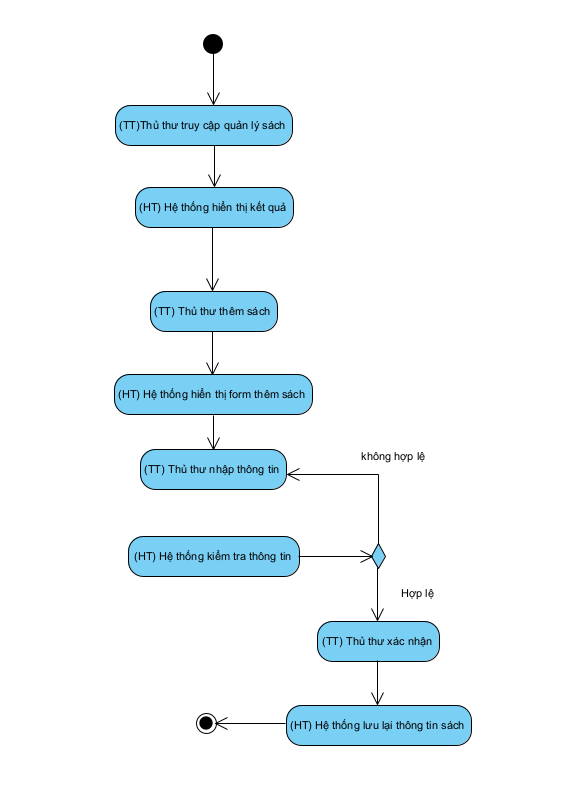 (TT)Thủ thư truy cập quản lý sách
(HT) Hệ thống hiển thị kết quả
(TT) Thủ thư thêm sách
(HT) Hệ thống hiển thị form thêm sách
không hợp lệ
(TT) Thủ thư nhập thông tin
(HT) Hệ thống kiểm tra thông tin
Hợp lệ
(TT) Thủ thư xác nhận
(HT) Hệ thống lưu lại thông tin sách